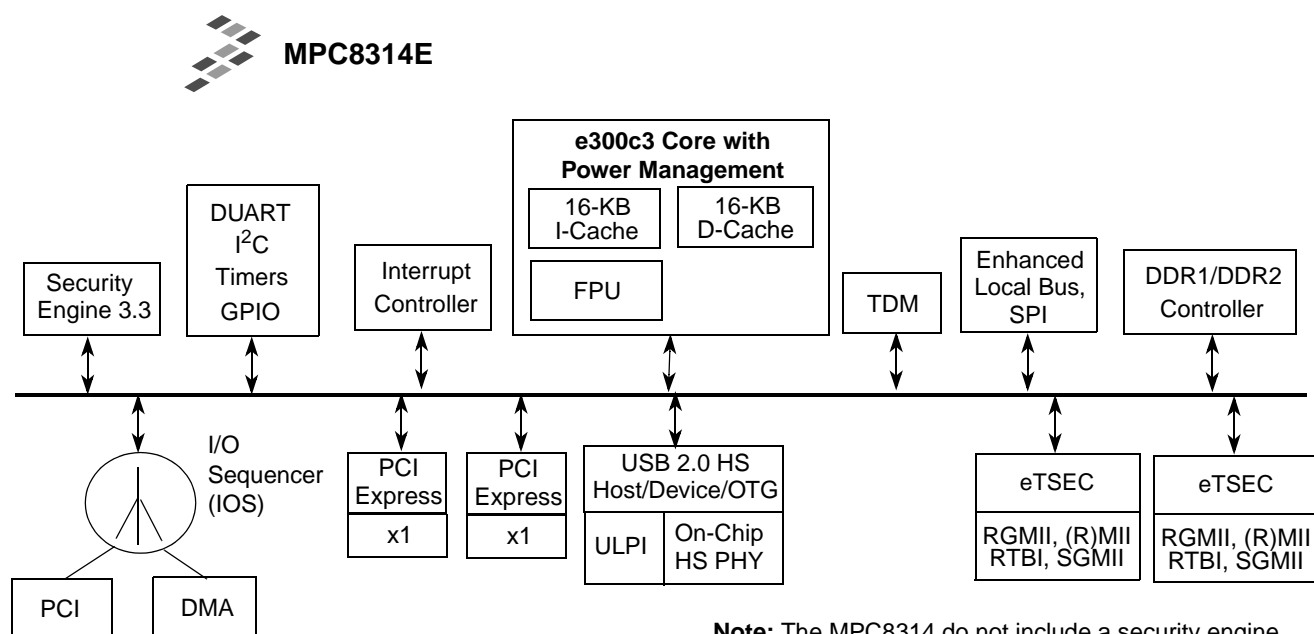 MPC8314E
e300c3 Core with
Power Management
16-KB
I-Cache
16-KB
D-Cache
FPU
DUART
I²C
Timers
GPIO
Security
Engine 3.3
Interrupt
Controller
TDM
Enhanced
Local Bus,
SPI
DDR1/DDR2
Controller
I/O
Sequencer
(IOS)
PCI
Express
x1
PCI
Express
x1
USB 2.0 HS
Host/Device/OTG
ULPI
On-Chip
HS PHY
eTSEC
RGMII, (R)MII
RTBI, SGMII
eTSEC
RGMII, (R)MII
RTBI, SGMII
PCI
DMA
Note: The MPC8314 do not include a security engine